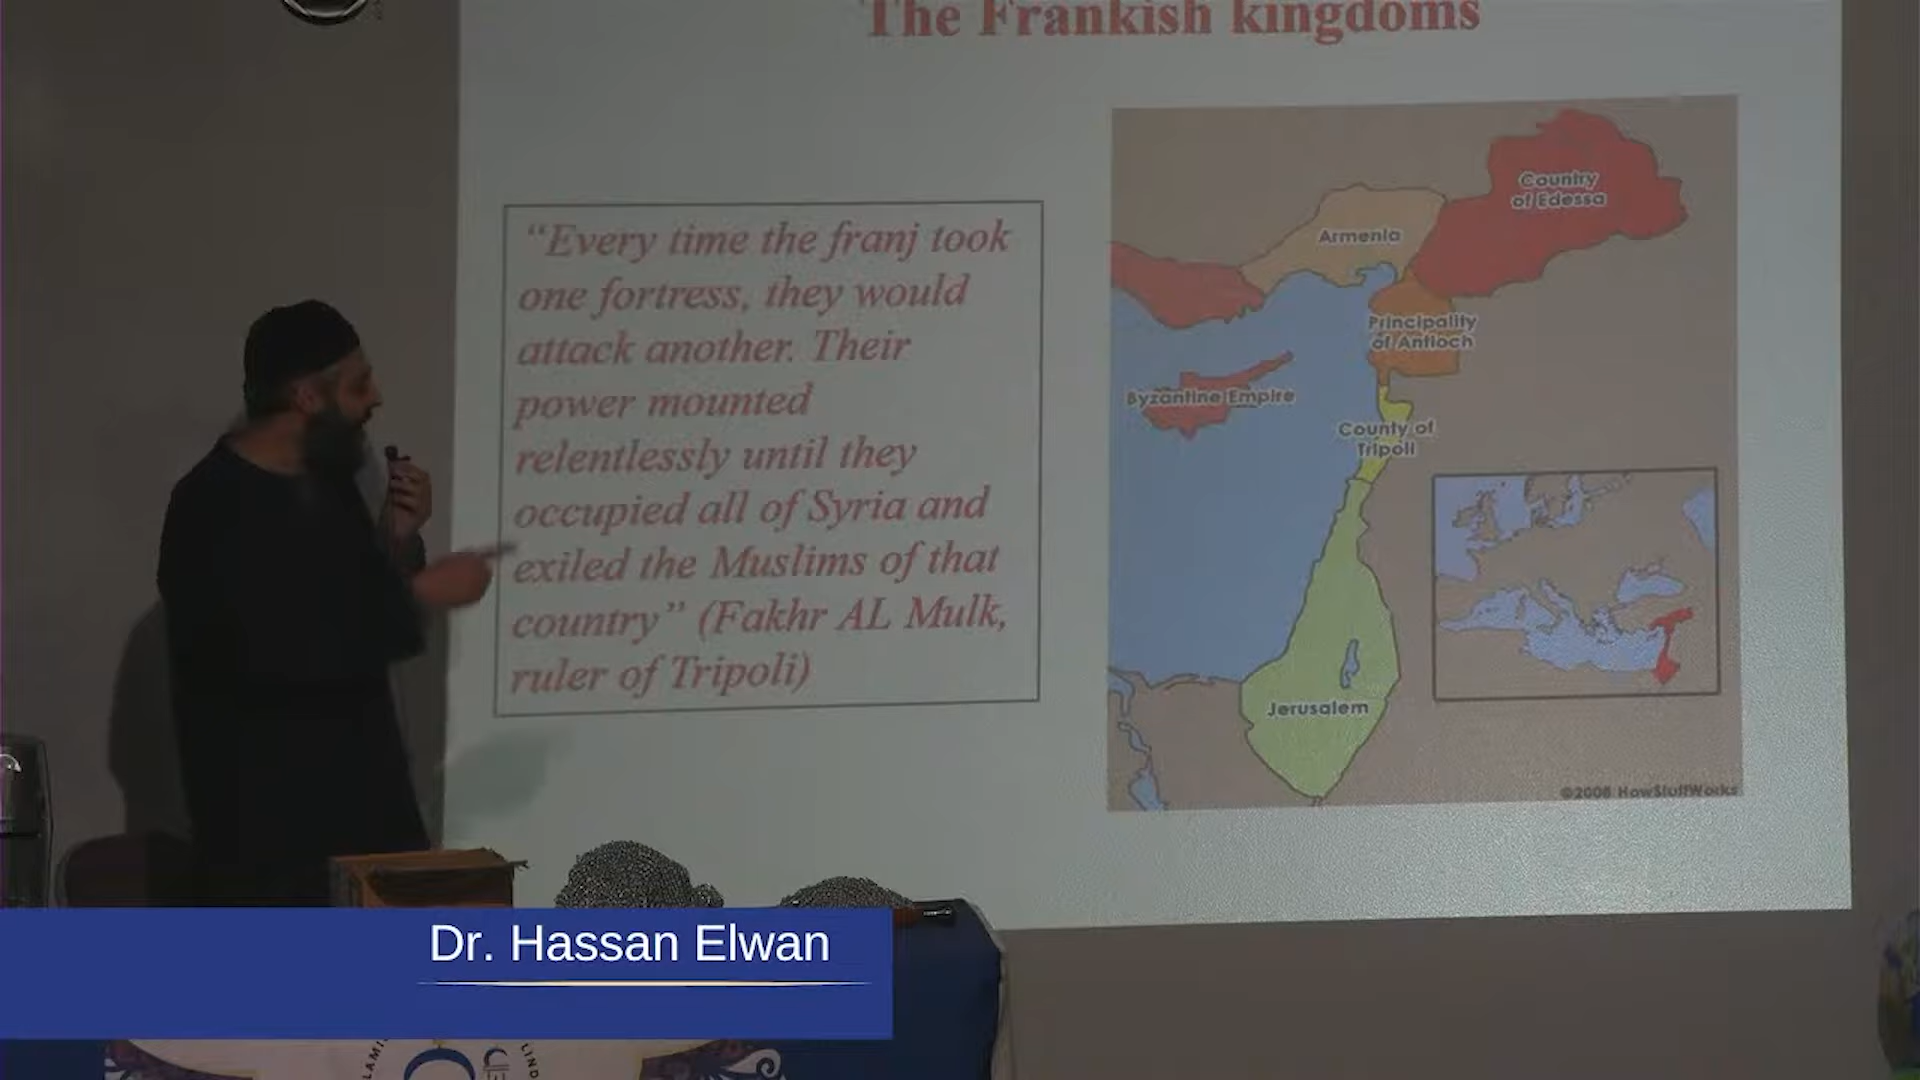 The Frankish kingdoms
“Every time the franj took
one fortress, they would
attack another. Their
power mounted
relentlessly until they
occupied all of Syria and
exiled the Muslims of that
country” (Fakhr AL Mulk,
ruler of Tripoli)
Country
of Edessa
Armenia
Principality
of Antioch
Byzantine Empire
County of
Tripoli
Jerusalem
©2008 HowStuffWorks
Dr. Hassan Elwan